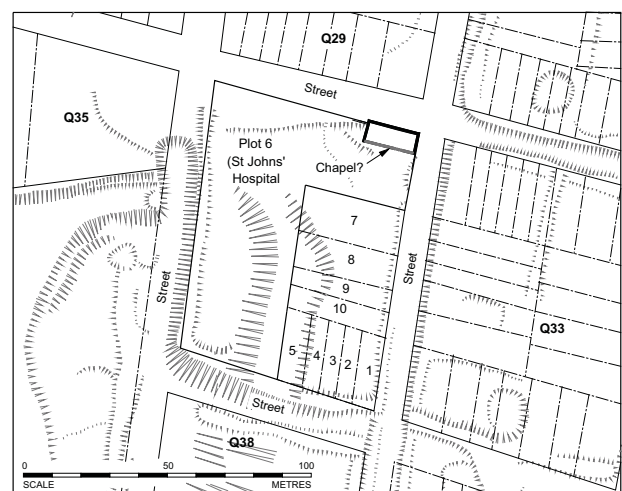 Q29
Street
Q35
Plot 6
(St Johns'
Hospital
Chapel?
7
8
9
10
5
4
3
2
1
Street
Street
Q33
Street
Q38
0
50
100
SCALE
METRES